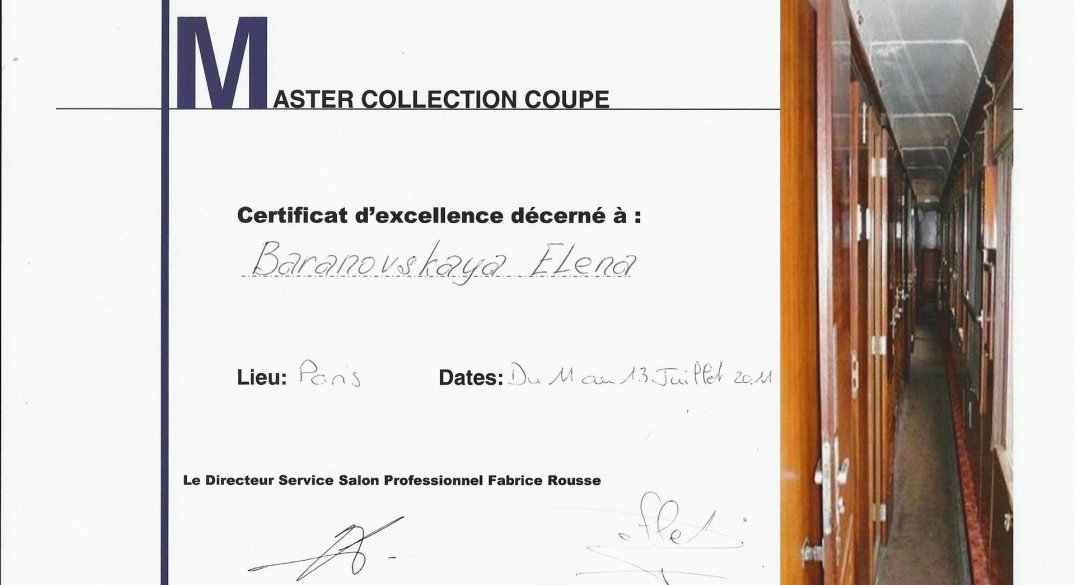 MASTER COLLECTION COUPE
Certificat d’excellence décerné à :
Baranovskaya Elena
Lieu: Paris Dates: Du 11 au 13 Juillet 2011
Le Directeur Service Salon Professionnel Fabrice Rousse